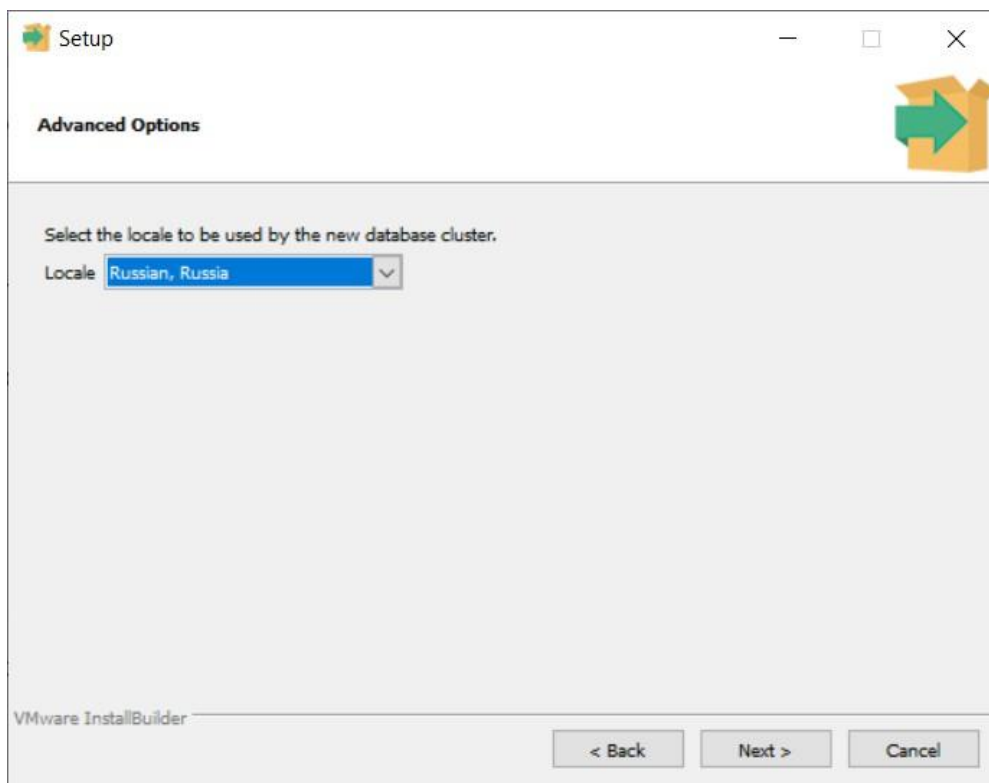 Setup
Advanced Options
Select the locale to be used by the new database cluster.
Locale Russian, Russia
VMware InstallBuilder
< Back Next > Cancel